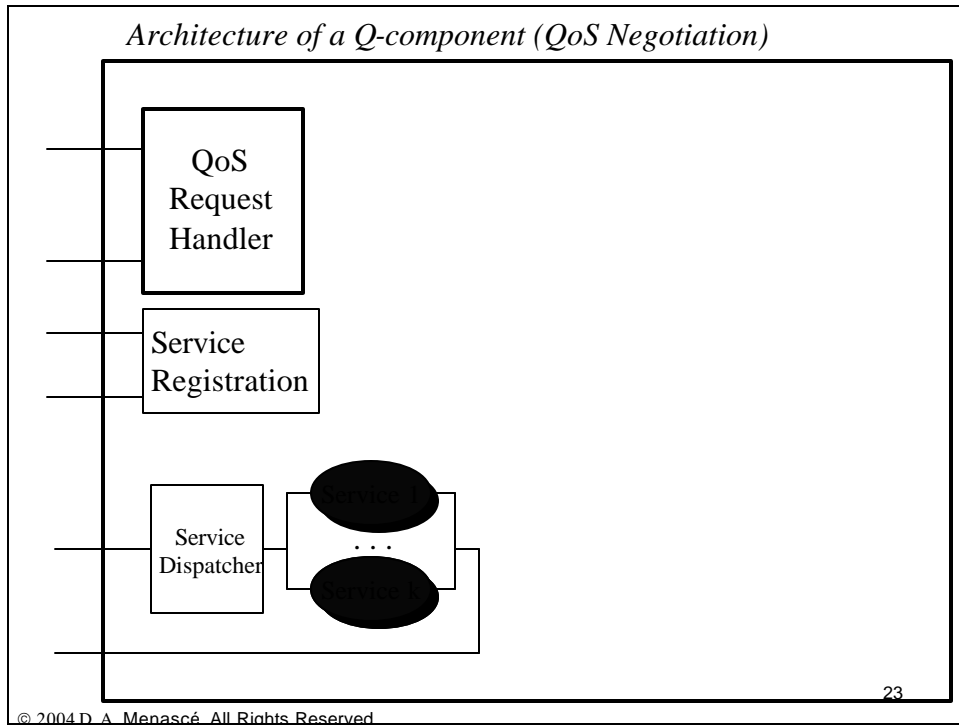 Architecture of a Q-component (QoS Negotiation)
QoS
Request
Handler
Service
Registration
Service 1
Service
Dispatcher
. . .
Service k
23
© 2004 D. A. Menascé. All Rights Reserved.